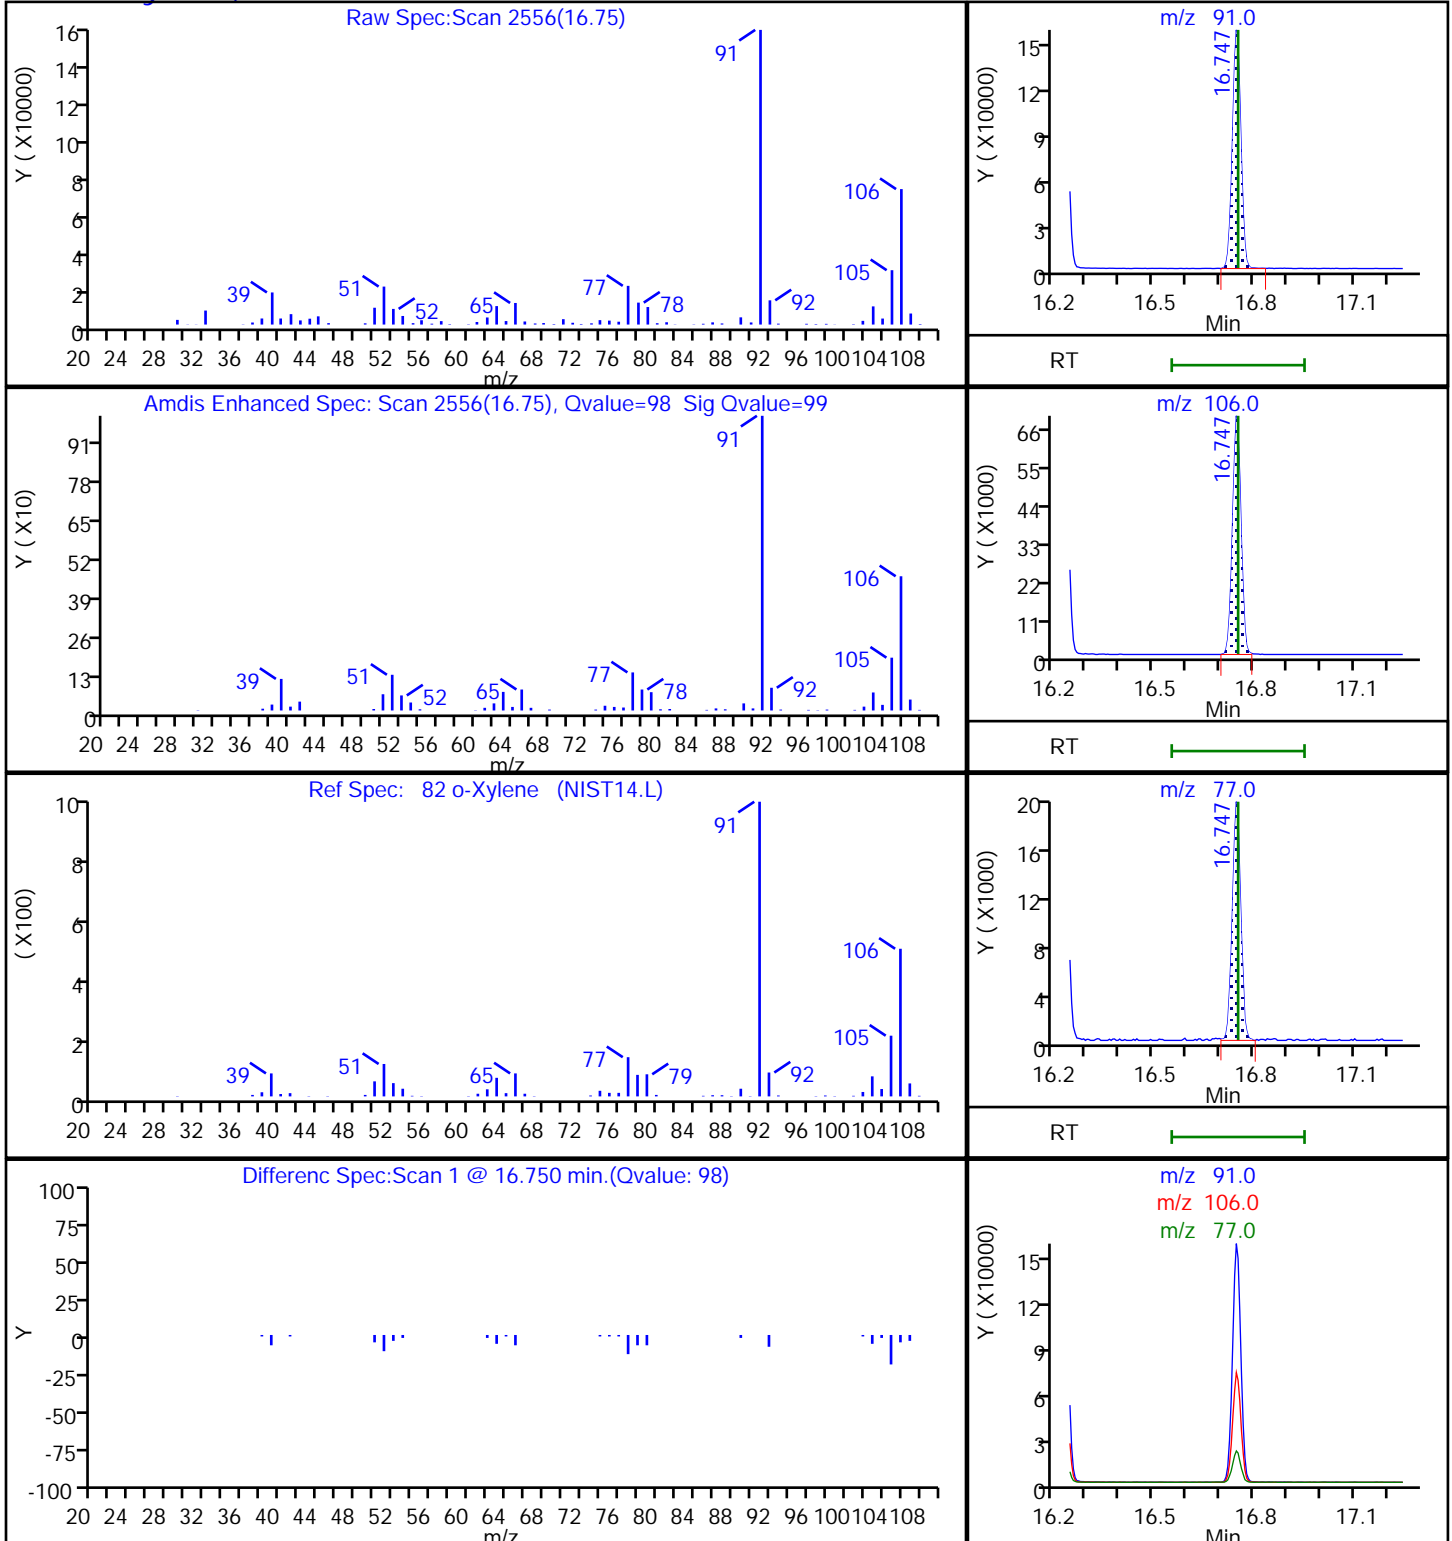 Raw Spec:Scan 2556(16.75)
Y ( X10000)
16
14
12
10
8
6
4
2
0
91
106
105
39
51
52
65
77
78
92
20 24 28 32 36 40 44 48 52 56 60 64 68 72 76 80 84 88 92 96 100 104 108
m/z
m/z 91.0
Y ( X10000)
15
12
9
6
3
0
16.747
16.2 16.5 16.8 17.1
Min
RT
Amdis Enhanced Spec: Scan 2556(16.75), Qvalue=98 Sig Qvalue=99
Y ( X10)
91
78
65
52
39
26
13
0
91
106
105
39
51
52
65
77
78
92
20 24 28 32 36 40 44 48 52 56 60 64 68 72 76 80 84 88 92 96 100 104 108
m/z
m/z 106.0
Y ( X1000)
66
55
44
33
22
11
0
16.747
16.2 16.5 16.8 17.1
Min
RT
Ref Spec: 82 o-Xylene (NIST14.L)
( X100)
10
8
6
4
2
0
91
106
105
39
51
65
77
79
92
20 24 28 32 36 40 44 48 52 56 60 64 68 72 76 80 84 88 92 96 100 104 108
m/z 77.0
Y ( X1000)
20
16
12
8
4
0
16.747
16.2 16.5 16.8 17.1
Min
RT
Differenc Spec:Scan 1 @ 16.750 min.(Qvalue: 98)
Y
100
75
50
25
0
-25
-50
-75
-100
20 24 28 32 36 40 44 48 52 56 60 64 68 72 76 80 84 88 92 96 100 104 108
m/z
m/z 91.0
m/z 106.0
m/z 77.0
Y ( X10000)
15
12
9
6
3
0
16.2 16.5 16.8 17.1
Min